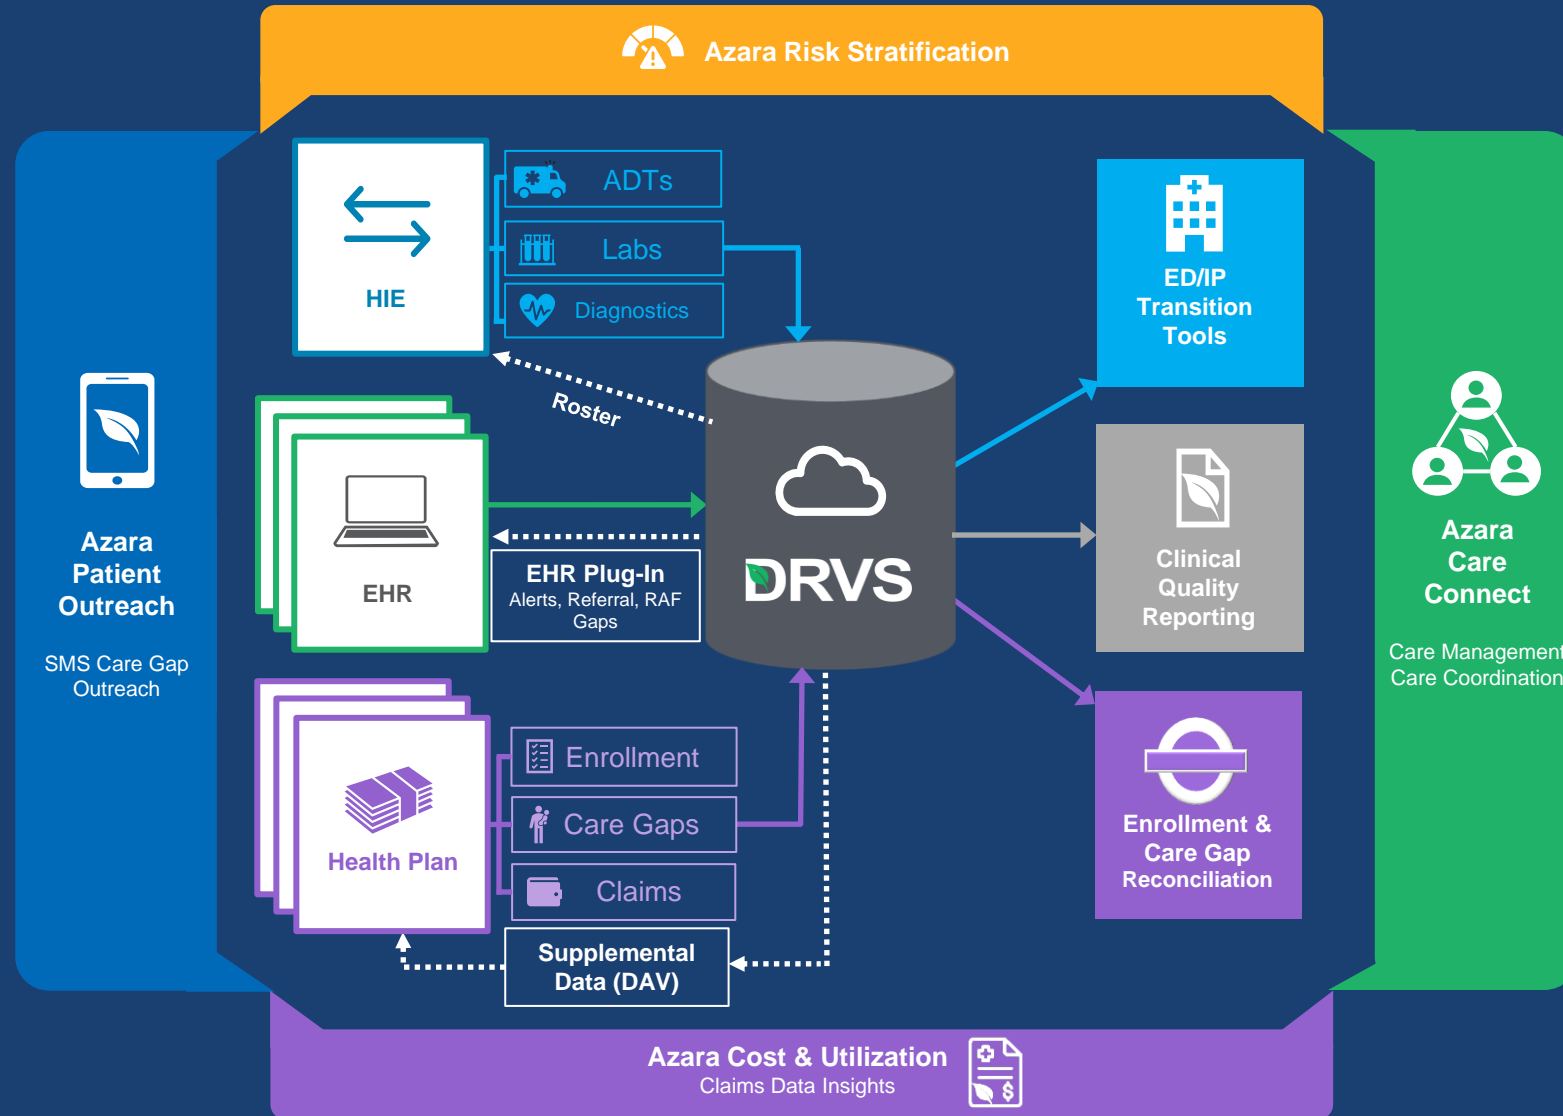 Azara Risk Stratification
HIE
ADTs
Labs
Diagnostics
Roster
EHR
EHR Plug-In
Alerts, Referral, RAF
Gaps
Health Plan
Enrollment
Care Gaps
Claims
Supplemental
Data (DAV)
DRVS
ED/IP
Transition
Tools
Clinical
Quality
Reporting
Enrollment &
Care Gap
Reconciliation
Azara
Patient
Outreach
SMS Care Gap
Outreach
Azara
Care
Connect
Care Management
Care Coordination
Azara Cost & Utilization
Claims Data Insights
$